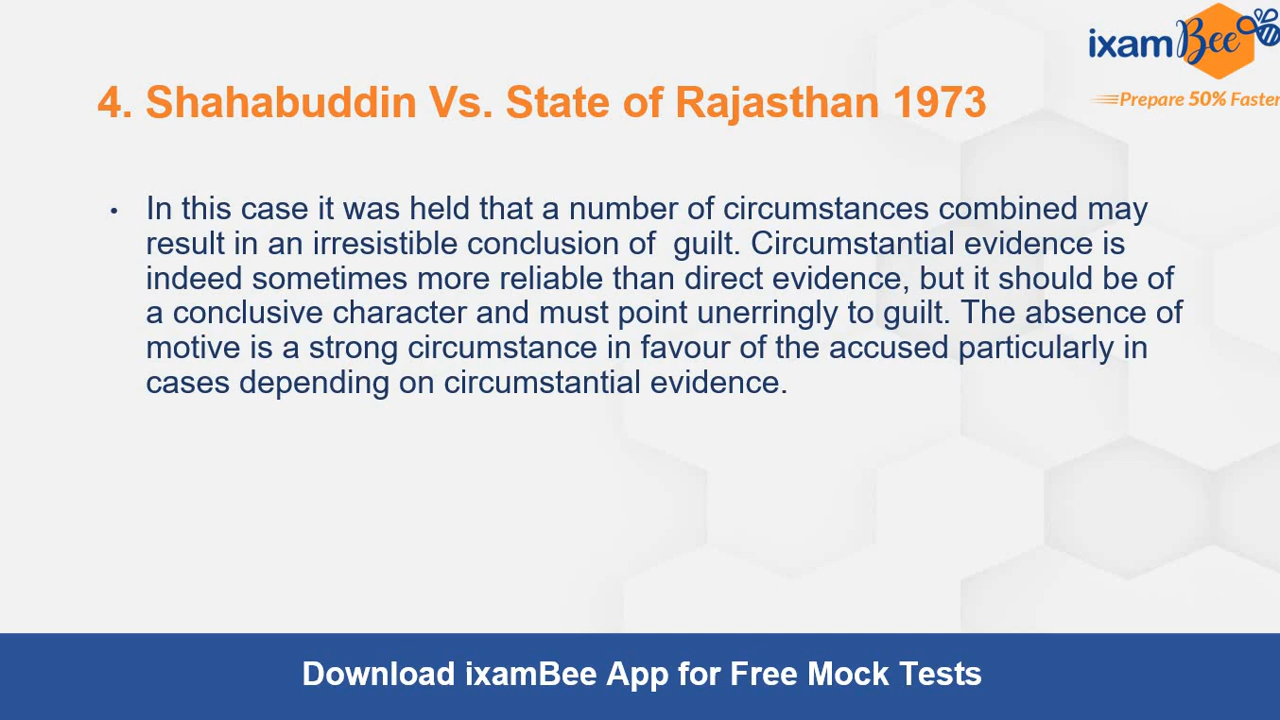 ixamBee
Prepare 50% Faster
4. Shahabuddin Vs. State of Rajasthan 1973
• In this case it was held that a number of circumstances combined may
result in an irresistible conclusion of guilt. Circumstantial evidence is
indeed sometimes more reliable than direct evidence, but it should be of
a conclusive character and must point unerringly to guilt. The absence of
motive is a strong circumstance in favour of the accused particularly in
cases depending on circumstantial evidence.
Download ixamBee App for Free Mock Tests